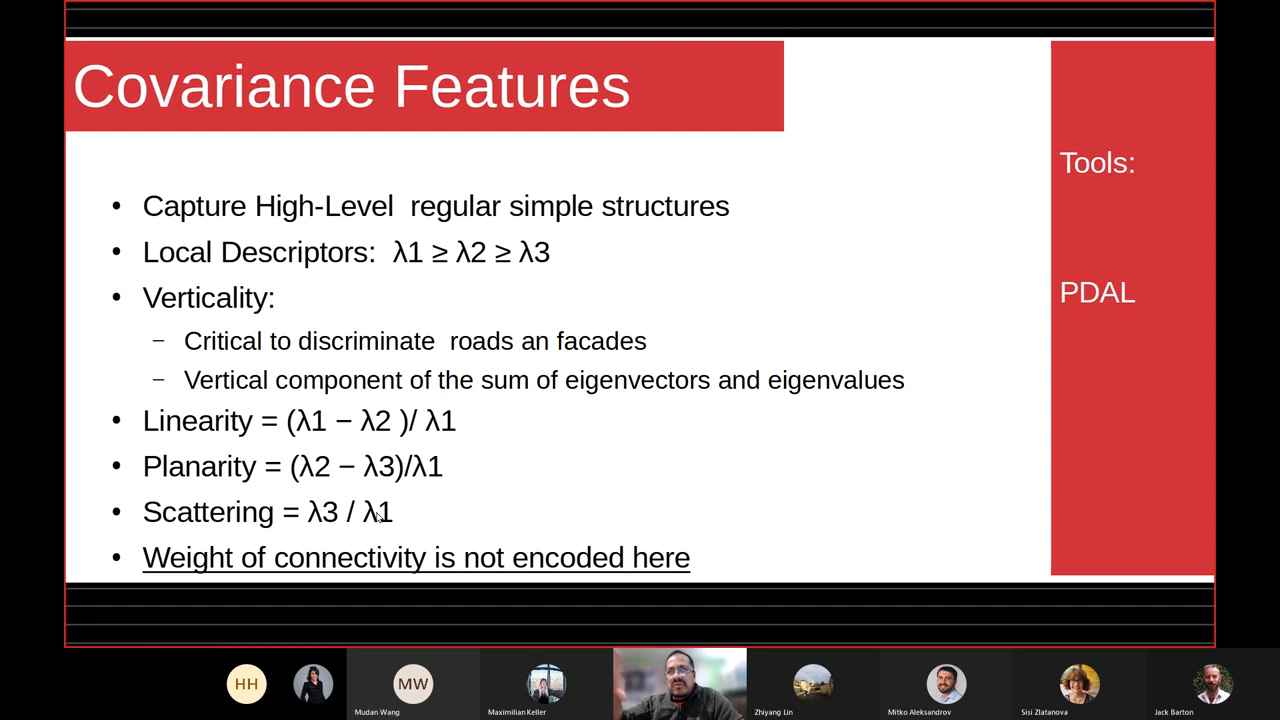 Covariance Features
Capture High-Level  regular simple structures
Local Descriptors:  λ1 ≥ λ2 ≥ λ3
Verticality:
Critical to discriminate  roads an facades
Vertical component of the sum of eigenvectors and eigenvalues
Linearity = (λ1 − λ2 )/ λ1
Planarity = (λ2 − λ3)/λ1
Scattering = λ3 / λ1
Weight of connectivity is not encoded here
Tools:
PDAL
HH
MW
Mudan Wang
Maximilian Keller
Zhiyang Lin
Mitko Aleksandrov
Sisi Zlatanova
Jack Barton